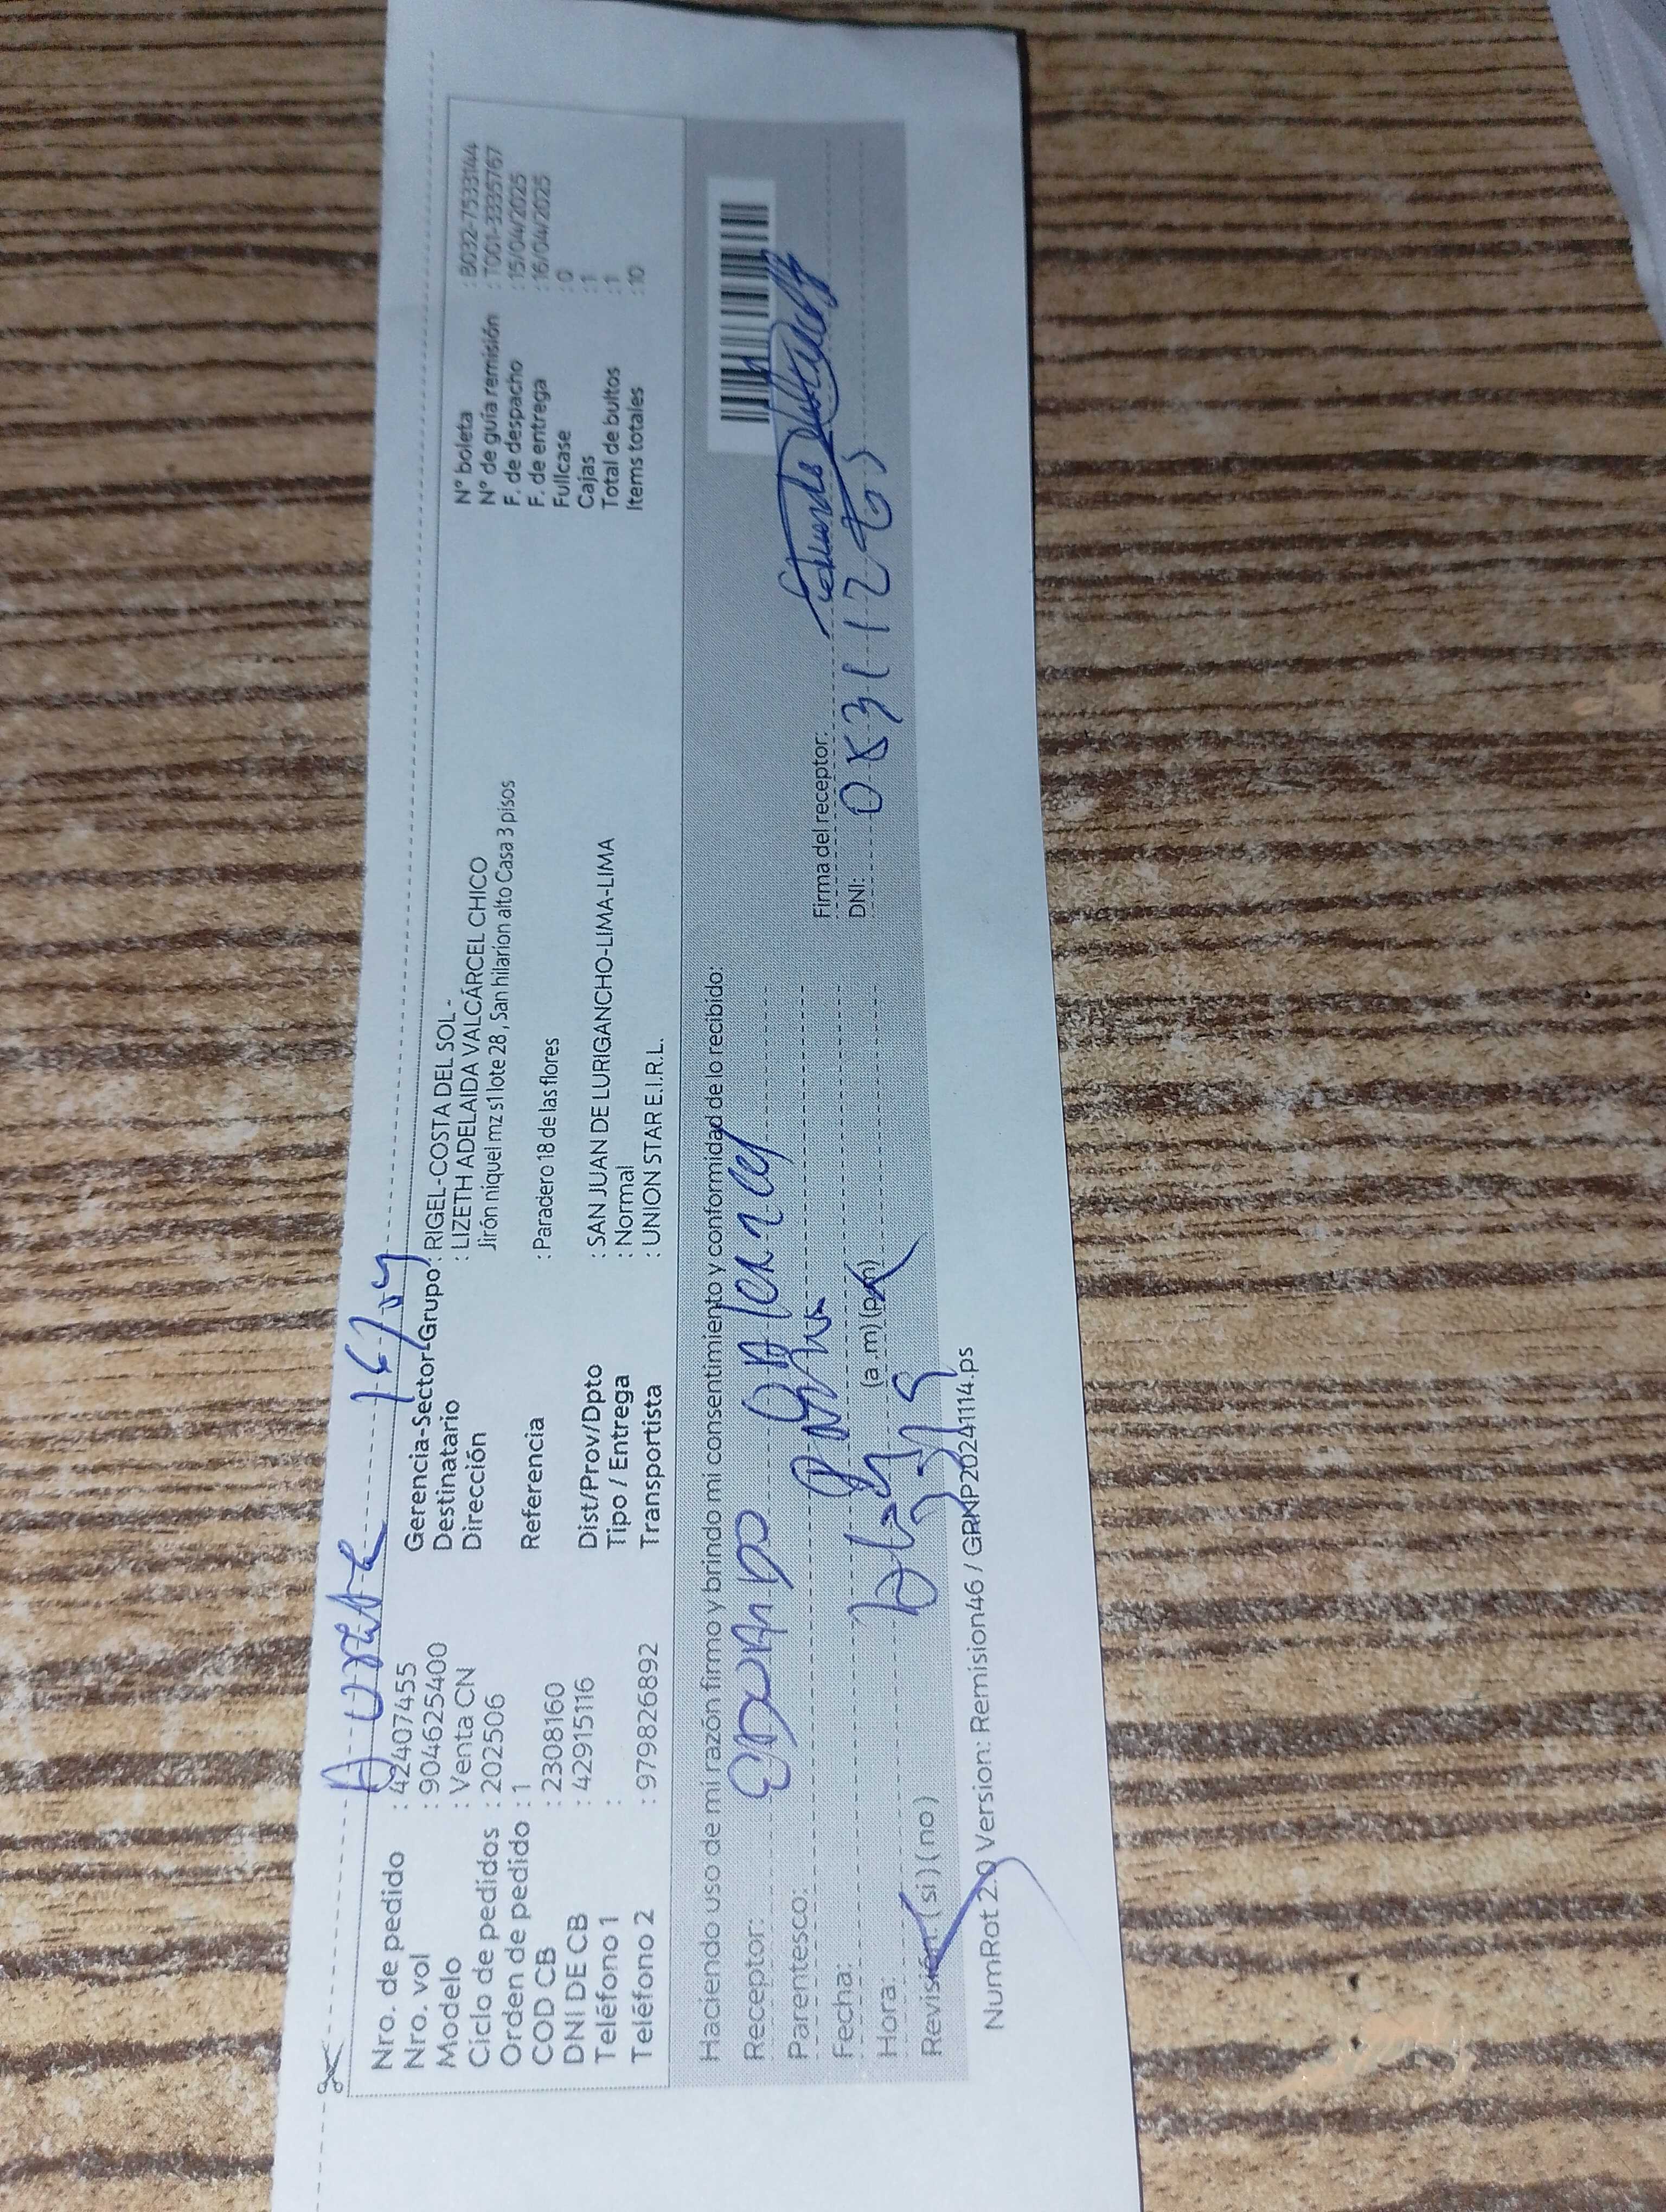 16/04
Nro. de pedido : 42407455
Nro. vol : 904625400
Modelo : Venta CN
Ciclo de pedidos : 202506
Orden de pedido : 1
COD CB : 2308160
DNI DE CB : 42915116
Teléfono 1 :
Teléfono 2 : 979826892
Gerencia-Sector-Grupo : RIGEL-COSTA DEL SOL -
Destinatario : LIZETH ADELAIDA VALCÁRCEL CHICO
Dirección Jirón níquel mz s1 lote 28 , San hilarion alto Casa 3 pisos
Referencia : Paradero 18 de las flores
Dist/Prov/Dpto : SAN JUAN DE LURIGANCHO-LIMA-LIMA
Tipo / Entrega : Normal
Transportista : UNION STAR E.I.R.L.
N° boleta : B032-7533144
N° de guía remisión : T001-3335767
F. de despacho : 15/04/2025
F. de entrega : 16/04/2025
Fullcase : 0
Cajas : 1
Total de bultos : 1
Items totales : 10
Haciendo uso de mi razón firmo y brindo mi consentimiento y conformidad de lo recibido:
Receptor: EDUARDO
Parentesco:
Fecha:
Hora: (a .m) (p.m)
Revisión: (si) (no)
Firma del receptor: Eduardo
DNI:
NumRot 2.0 Version: Remision46 / GRNP20241114.ps